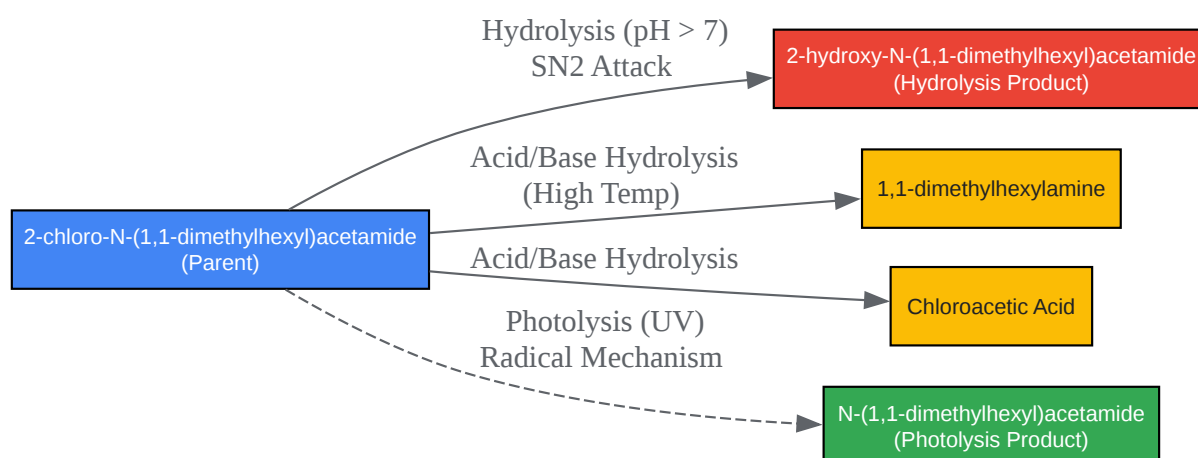 Hydrolysis (pH > 7)
SN2 Attack
2-hydroxy-N-(1,1-dimethylhexyl)acetamide
(Hydrolysis Product)
Acid/Base Hydrolysis
(High Temp)
1,1-dimethylhexylamine
2-chloro-N-(1,1-dimethylhexyl)acetamide
(Parent)
Acid/Base Hydrolysis
Chloroacetic Acid
Photolysis (UV)
Radical Mechanism
N-(1,1-dimethylhexyl)acetamide
(Photolysis Product)